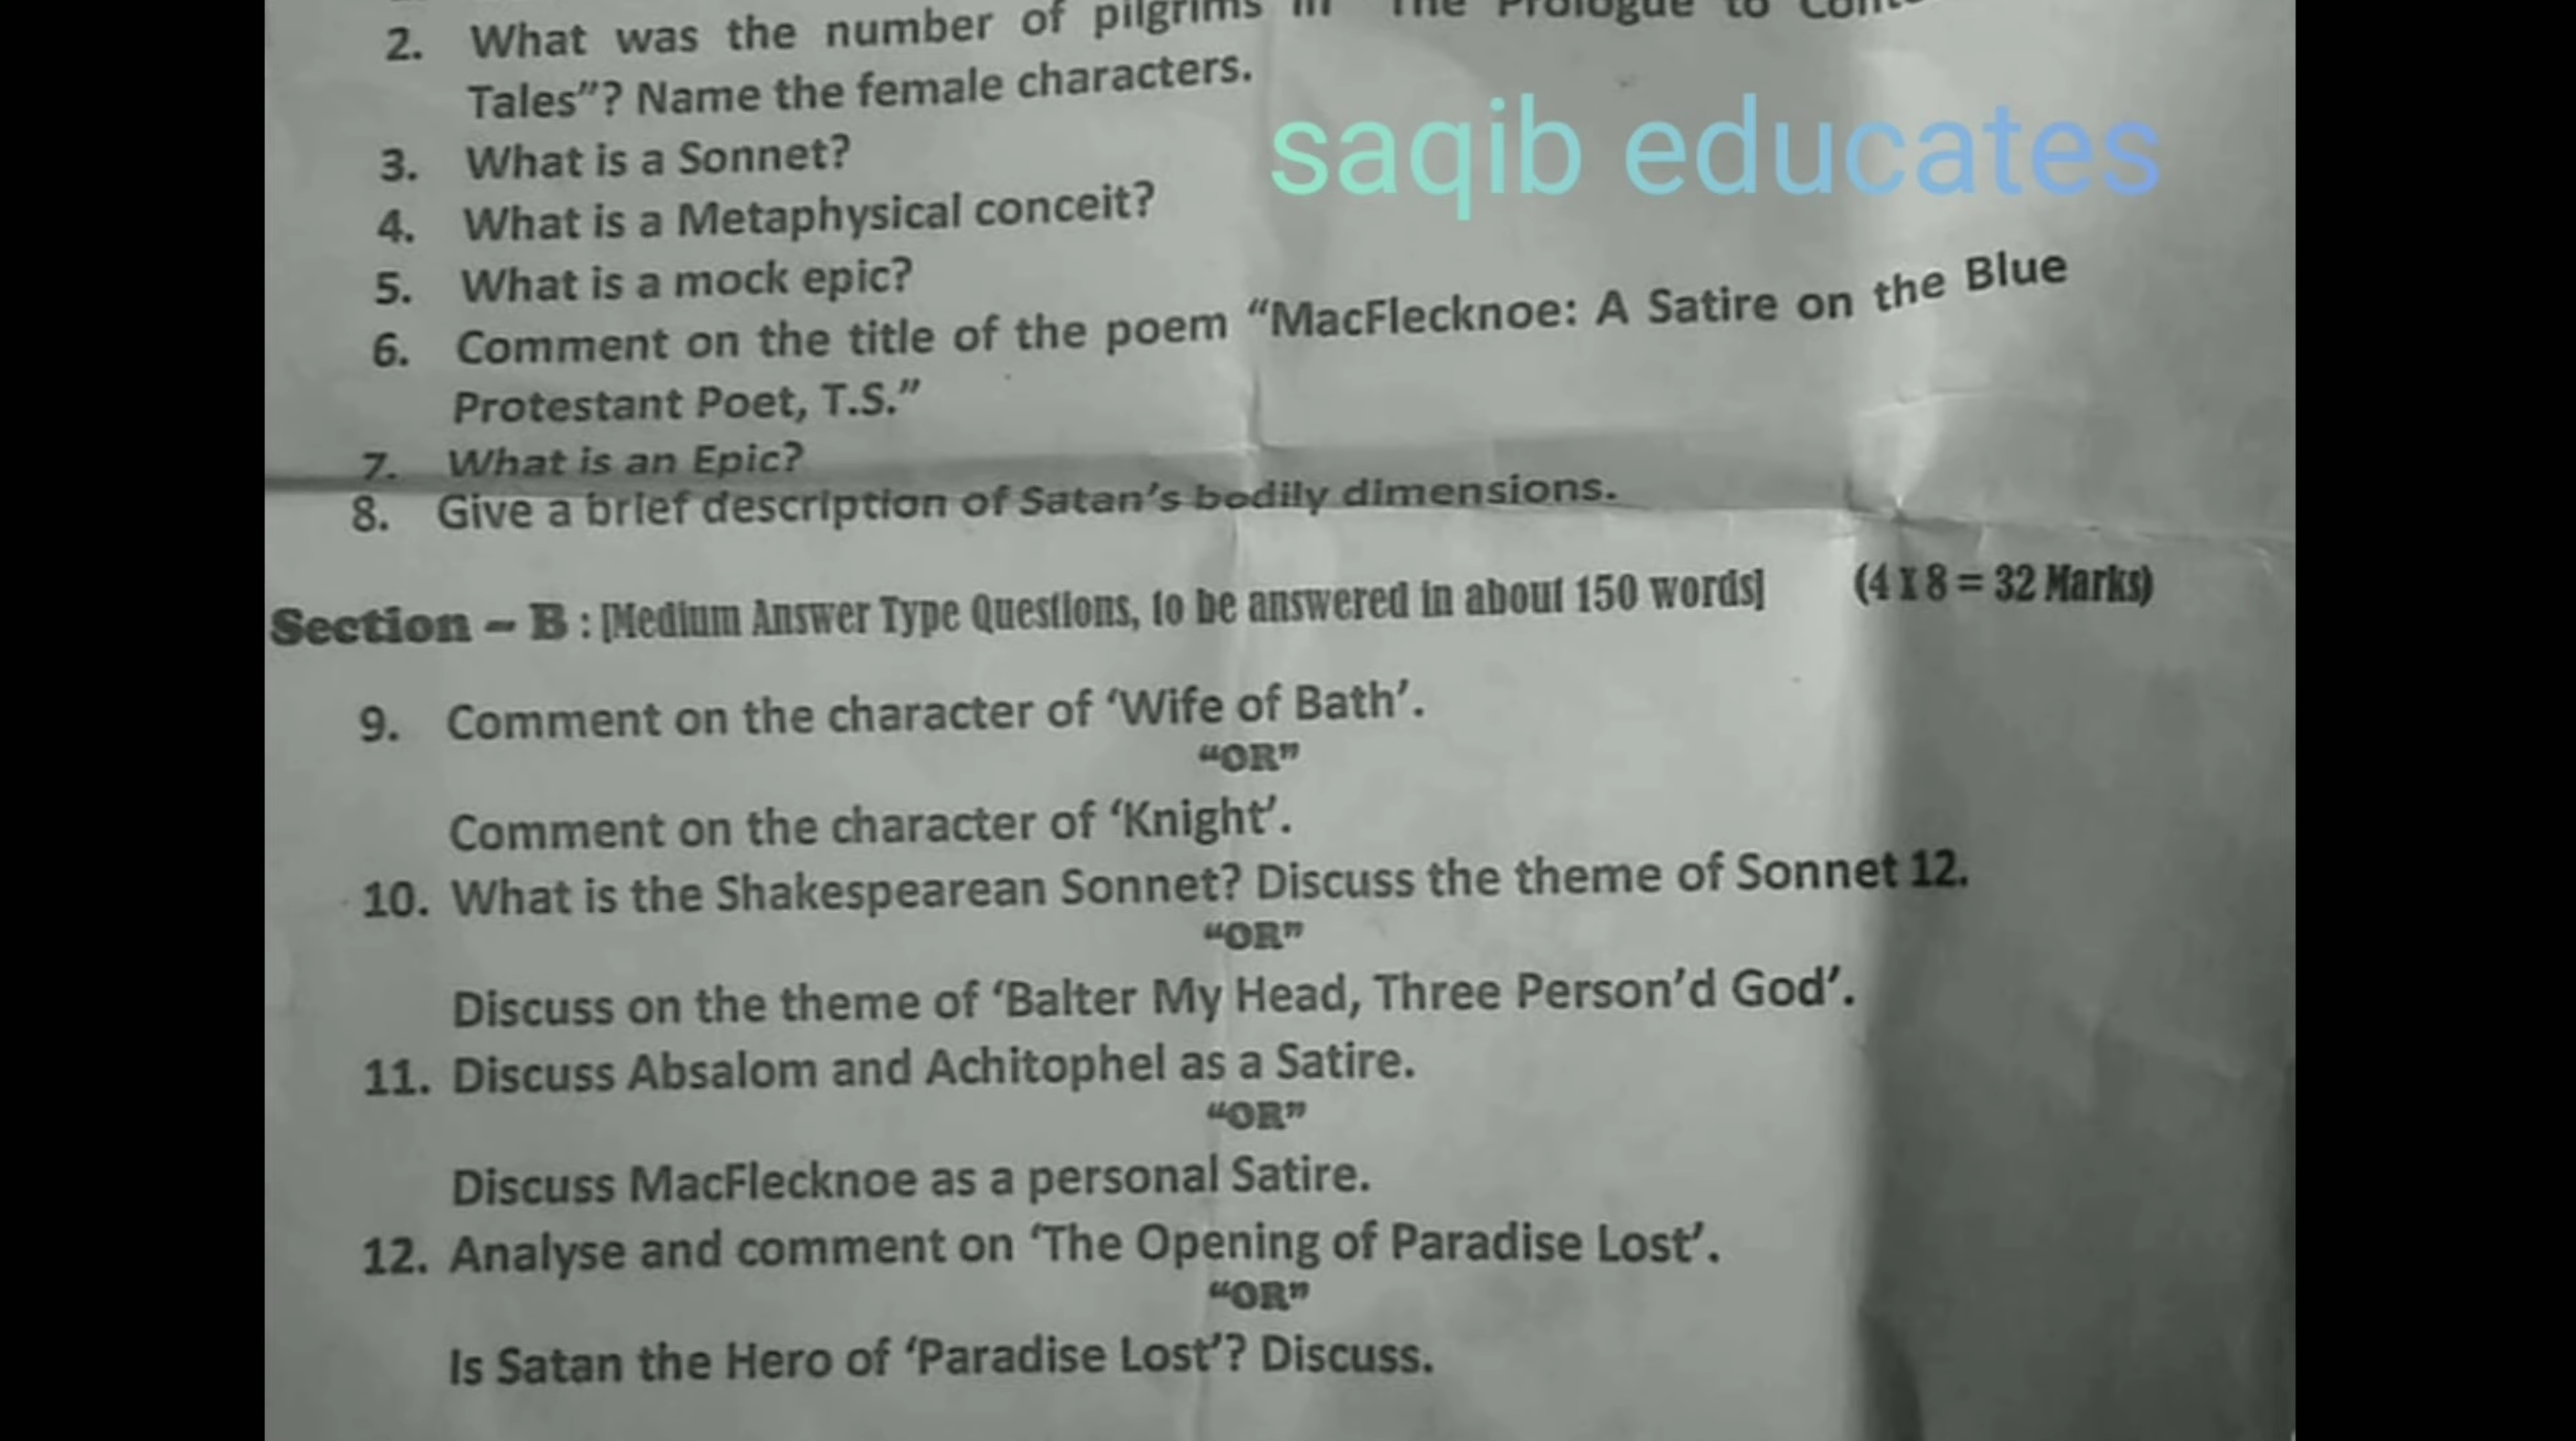 2. What was the number of pilgrims in "The Prologue to
Tales"? Name the female characters.
saqib educates
3. What is a Sonnet?
4. What is a Metaphysical conceit?
5. What is a mock epic?
6. Comment on the title of the poem "MacFlecknoe: A Satire on the Blue
Protestant Poet, T.S."
7. What is an Epic?
8. Give a brief description of Satan's bodily dimensions.
Section – B : [Medium Answer Type Questions, to be answered in about 150 words] (4 X 8 = 32 Marks)
9. Comment on the character of 'Wife of Bath'.
"OR"
Comment on the character of 'Knight'.
10. What is the Shakespearean Sonnet? Discuss the theme of Sonnet 12.
"OR"
Discuss on the theme of 'Balter My Head, Three Person'd God'.
11. Discuss Absalom and Achitophel as a Satire.
"OR"
Discuss MacFlecknoe as a personal Satire.
12. Analyse and comment on 'The Opening of Paradise Lost'.
"OR"
Is Satan the Hero of 'Paradise Lost'? Discuss.